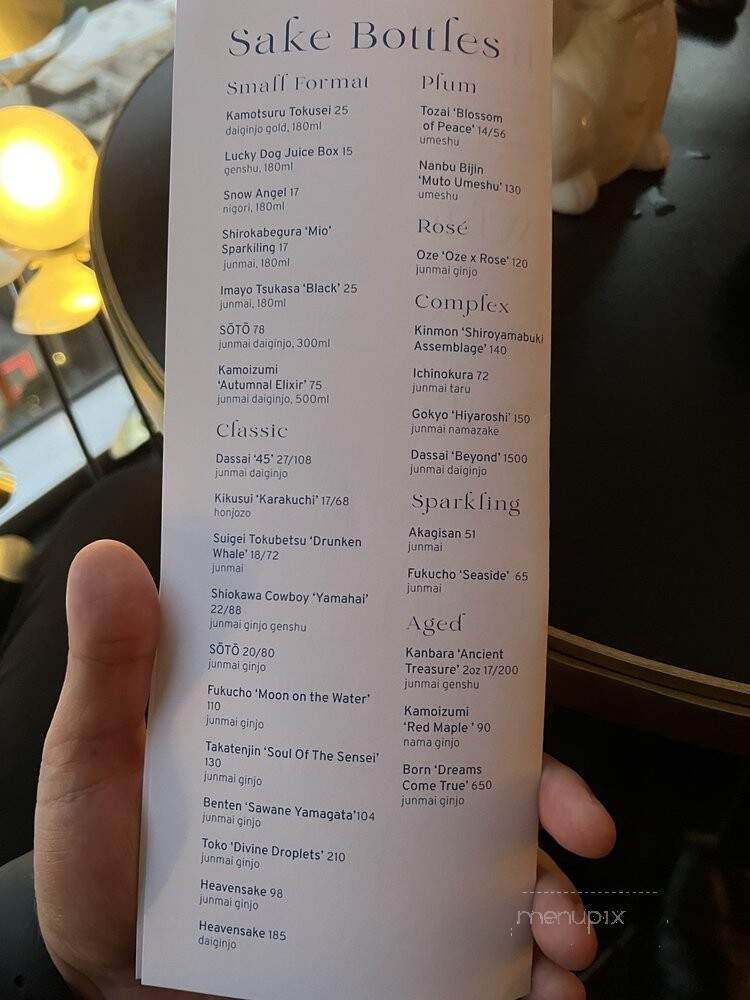 Sake Bottles
Small Format
Kamotsuru Tokusei 25
daiginjo gold, 180ml
Lucky Dog Juice Box 15
genshu, 180ml
Snow Angel 17
nigori, 180ml
Shirokabegura ‘Mio’
Sparkiling 17
junmai, 180ml
Imayo Tsukasa ‘Black’ 25
junmai, 180ml
SŌTŌ 78
junmai daiginjo, 300ml
Kamoizumi
‘Autumnal Elixir’ 75
junmai daiginjo, 500ml
Classic
Dassai ‘45’ 27/108
junmai daiginjo
Kikusui ‘Karakuchi’ 17/68
honjozo
Suigei Tokubetsu ‘Drunken
Whale’ 18/72
junmai
Shiokawa Cowboy ‘Yamahai’
22/88
junmai ginjo genshu
SŌTŌ 20/80
junmai ginjo
Fukucho ‘Moon on the Water’
110
junmai ginjo
Takatenjin ‘Soul Of The Sensei’
130
junmai ginjo
Benten ‘Sawane Yamagata’104
junmai ginjo
Toko ‘Divine Droplets’ 210
junmai ginjo
Heavensake 98
junmai ginjo
Heavensake 185
daiginjo
Plum
Tozai ‘Blossom
of Peace’ 14/56
umeshu
Nanbu Bijin
‘Muto Umeshu’ 130
umeshu
Rosé
Oze ‘Oze x Rose’ 120
junmai ginjo
Complex
Kinmon ‘Shiroyamabuki
Assemblage’ 140
Ichinokura 72
junmai taru
Gokyo ‘Hiyaroshi’ 150
junmai namazake
Dassai ‘Beyond’ 1500
junmai daiginjo
Sparkling
Akagisan 51
junmai
Fukucho ‘Seaside’ 65
junmai
Aged
Kanbara ‘Ancient
Treasure’ 2oz 17/200
junmai genshu
Kamoizumi
‘Red Maple ’ 90
nama ginjo
Born ‘Dreams
Come True’ 650
junmai ginjo
menupix